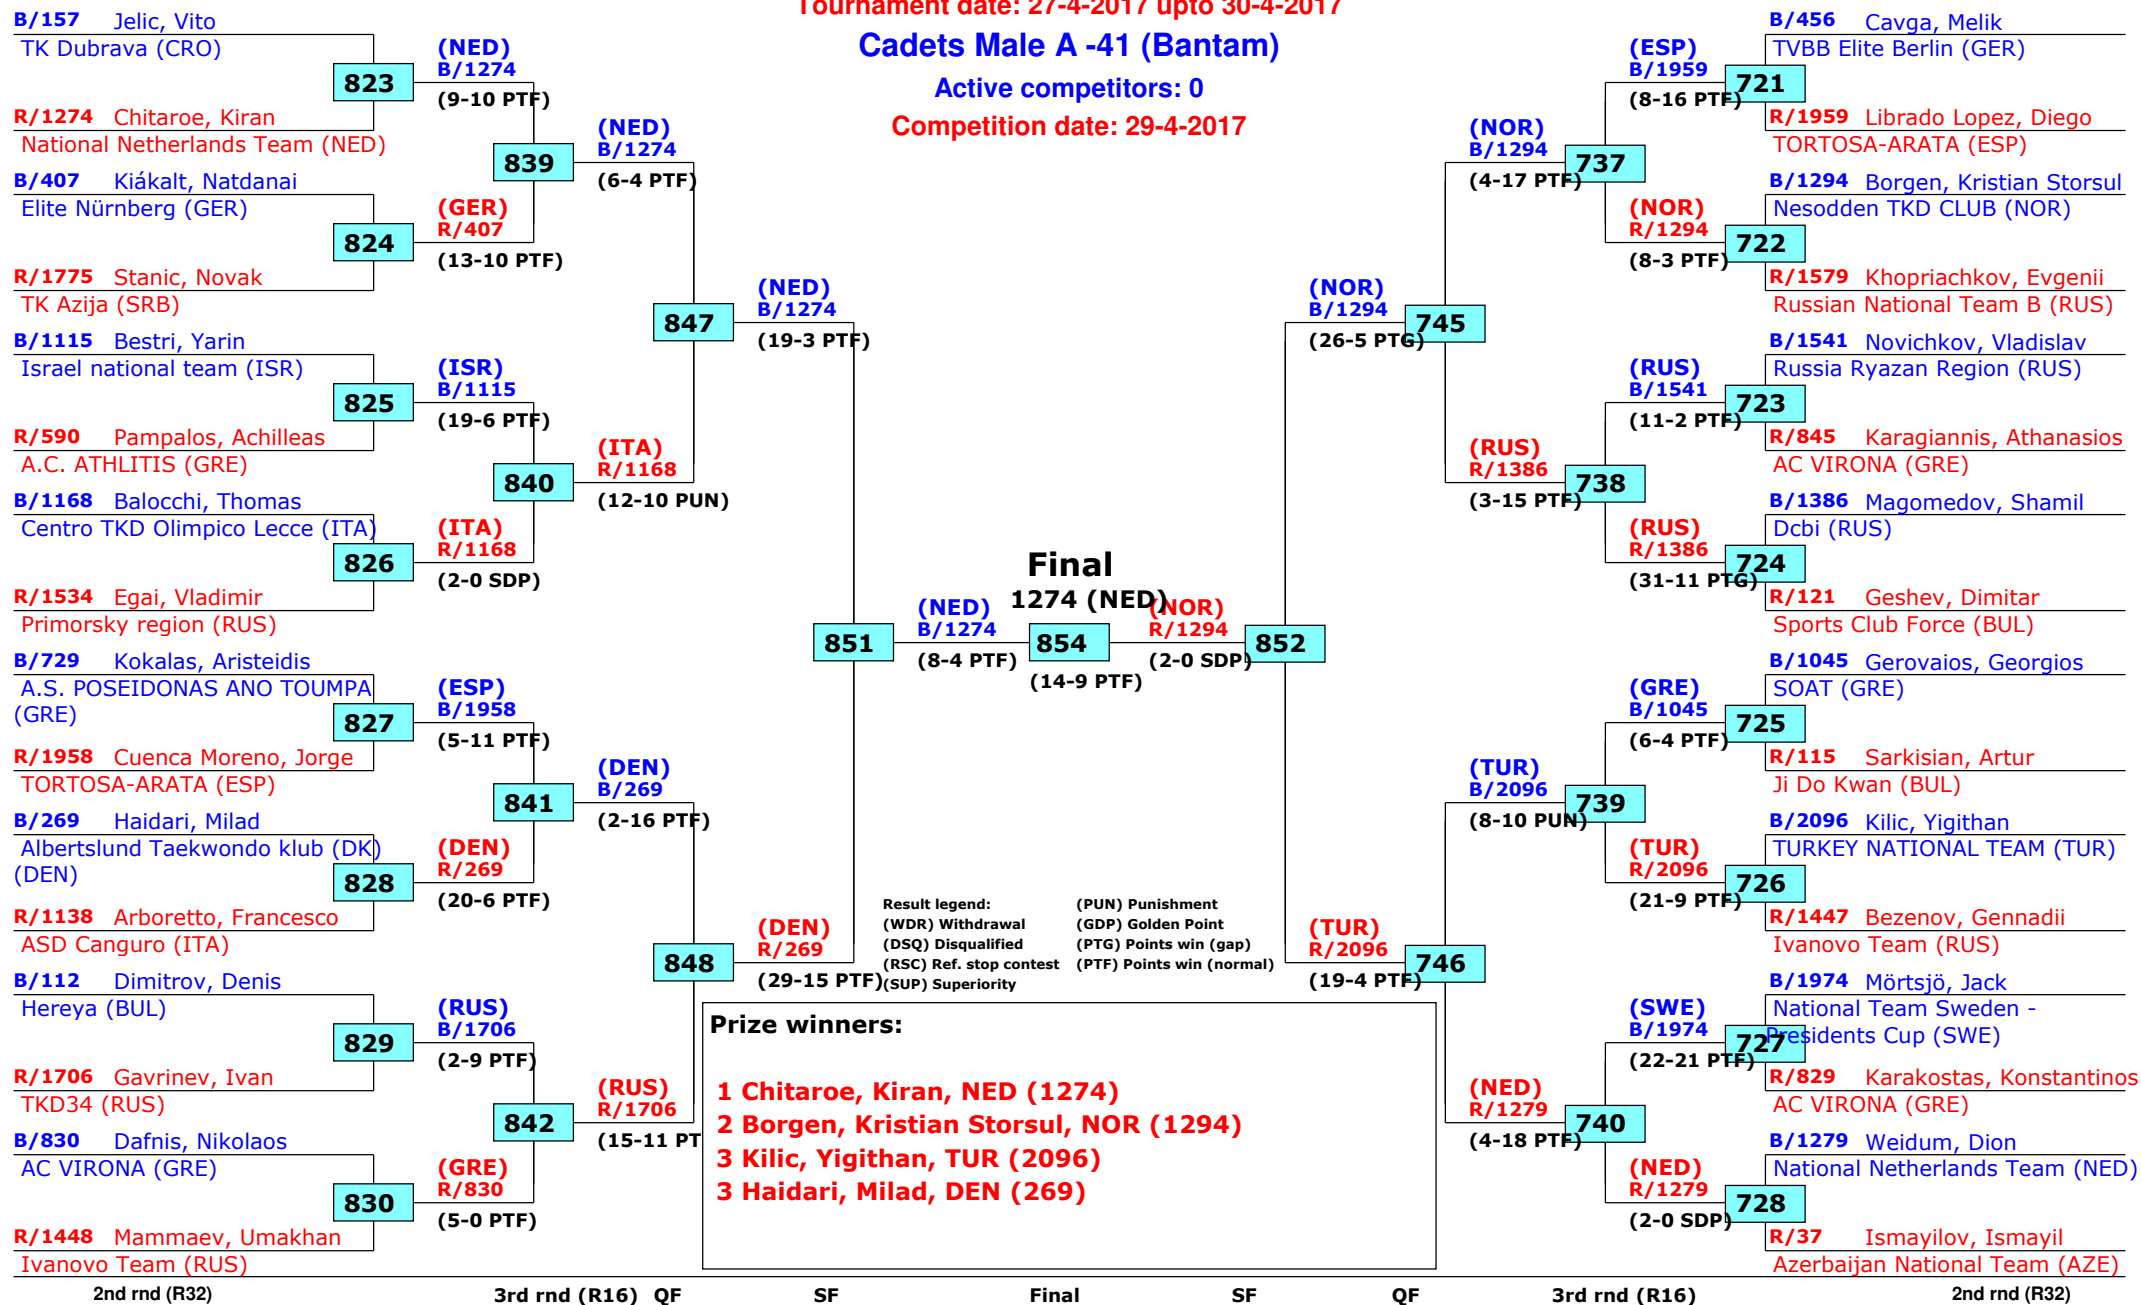 Tournament date: 27-4-2017 upto 30-4-2017
Cadets Male A -41 (Bantam)
Active competitors: 0
Competition date: 29-4-2017
B/157 Jelic, Vito
TK Dubrava (CRO)
823
R/1274 Chitaroe, Kiran
National Netherlands Team (NED)
B/407 Kiákalt, Natdanai
Elite Nürnberg (GER)
824
R/1775 Stanic, Novak
TK Azija (SRB)
B/1115 Bestri, Yarin
Israel national team (ISR)
825
R/590 Pampalos, Achilleas
A.C. ATHLITIS (GRE)
B/1168 Balocchi, Thomas
Centro TKD Olimpico Lecce (ITA)
826
R/1534 Egai, Vladimir
Primorsky region (RUS)
B/729 Kokalas, Aristeidis
A.S. POSEIDONAS ANO TOUMPA
(GRE)
827
R/1958 Cuenca Moreno, Jorge
TORTOSA-ARATA (ESP)
B/269 Haidari, Milad
Albertslund Taekwondo klub (DK)
(DEN)
828
R/1138 Arboretto, Francesco
ASD Canguro (ITA)
B/112 Dimitrov, Denis
Hereya (BUL)
829
R/1706 Gavrinev, Ivan
TKD34 (RUS)
B/830 Dafnis, Nikolaos
AC VIRONA (GRE)
830
R/1448 Mammaev, Umakhan
Ivanovo Team (RUS)
(NED)
B/1274
(9-10 PTF)
839
(GER)
R/407
(13-10 PTF)
(ISR)
B/1115
(19-6 PTF)
840
(ITA)
R/1168
(2-0 SDP)
(ESP)
B/1958
(5-11 PTF)
841
(DEN)
R/269
(20-6 PTF)
(RUS)
B/1706
(2-9 PTF)
842
(GRE)
R/830
(5-0 PTF)
(NED)
B/1274
(6-4 PTF)
847
(ITA)
R/1168
(12-10 PUN)
(DEN)
B/269
(2-16 PTF)
848
(RUS)
R/1706
(15-11 PT
(NED)
B/1274
(19-3 PTF)
851
(DEN)
R/269
(29-15 PTF)
(NED)
B/1274
(8-4 PTF)
Final
1274 (NED)
854
(14-9 PTF)
(NOR)
R/1294
(2-0 SDP)
852
(NOR)
B/1294
(26-5 PTG)
745
(TUR)
R/2096
(19-4 PTF)
746
(NOR)
B/1294
(4-17 PTF)
737
(RUS)
R/1386
(3-15 PTF)
738
(TUR)
B/2096
(8-10 PUN)
739
(NED)
R/1279
(4-18 PTF)
740
(ESP)
B/1959
(8-16 PTF)
721
(NOR)
R/1294
(8-3 PTF)
722
(RUS)
B/1541
(11-2 PTF)
723
(RUS)
R/1386
(31-11 PTG)
724
(GRE)
B/1045
(6-4 PTF)
725
(TUR)
R/2096
(21-9 PTF)
726
(SWE)
B/1974
(22-21 PTF)
727
(NED)
R/1279
(2-0 SDP)
728
B/456 Cavga, Melik
TVBB Elite Berlin (GER)
R/1959 Librado Lopez, Diego
TORTOSA-ARATA (ESP)
B/1294 Borgen, Kristian Storsul
Nesodden TKD CLUB (NOR)
R/1579 Khopriachkov, Evgenii
Russian National Team B (RUS)
B/1541 Novichkov, Vladislav
Russia Ryazan Region (RUS)
R/845 Karagiannis, Athanasios
AC VIRONA (GRE)
B/1386 Magomedov, Shamil
Dcbi (RUS)
R/121 Geshev, Dimitar
Sports Club Force (BUL)
B/1045 Gerovaios, Georgios
SOAT (GRE)
R/115 Sarkisian, Artur
Ji Do Kwan (BUL)
B/2096 Kilic, Yigithan
TURKEY NATIONAL TEAM (TUR)
R/1447 Bezenov, Gennadii
Ivanovo Team (RUS)
B/1974 Mörtsjö, Jack
National Team Sweden -
Presidents Cup (SWE)
R/829 Karakostas, Konstantinos
AC VIRONA (GRE)
B/1279 Weidum, Dion
National Netherlands Team (NED)
R/37 Ismayilov, Ismayil
Azerbaijan National Team (AZE)
Result legend: (PUN) Punishment
(WDR) Withdrawal (GDP) Golden Point
(DSQ) Disqualified (PTG) Points win (gap)
(RSC) Ref. stop contest (PTF) Points win (normal)
(SUP) Superiority
Prize winners:
1 Chitaroe, Kiran, NED (1274)
2 Borgen, Kristian Storsul, NOR (1294)
3 Kilic, Yigithan, TUR (2096)
3 Haidari, Milad, DEN (269)
2nd rnd (R32) 3rd rnd (R16) QF SF Final SF QF 3rd rnd (R16) 2nd rnd (R32)